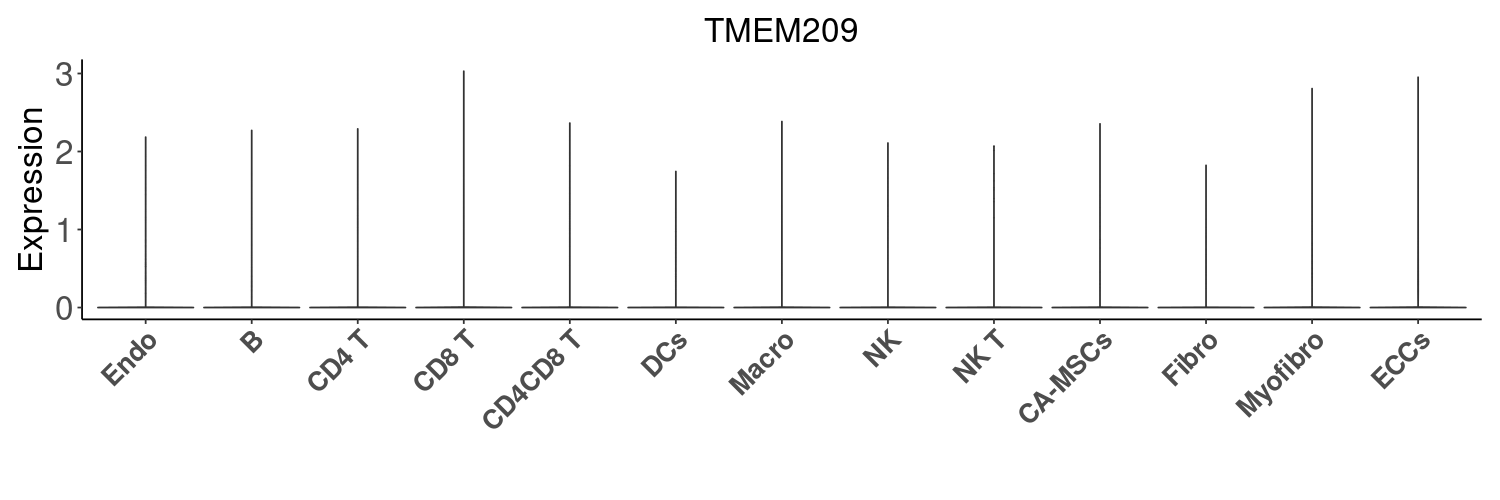 TMEM209
Expression
3
2
1
0
Endo
B
CD4 T
CD8 T
CD4CD8 T
DCs
Macro
NK
NK T
CA-MSCs
Fibro
Myofibro
ECCs